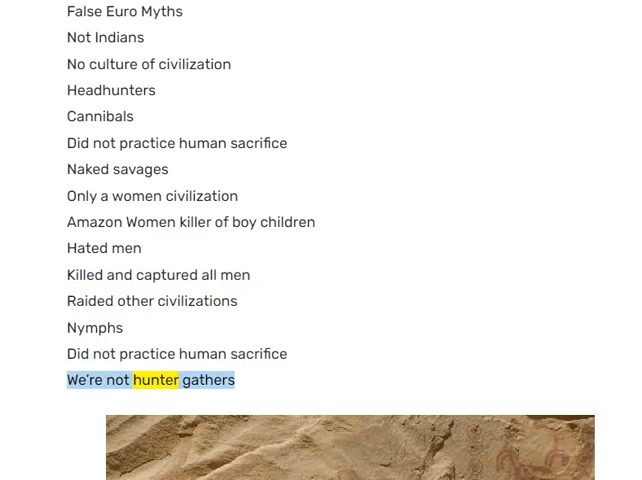 False Euro Myths
Not Indians
No culture of civilization
Headhunters
Cannibals
Did not practice human sacrifice
Naked savages
Only a women civilization
Amazon Women killer of boy children
Hated men
Killed and captured all men
Raided other civilizations
Nymphs
Did not practice human sacrifice
We’re not hunter gathers